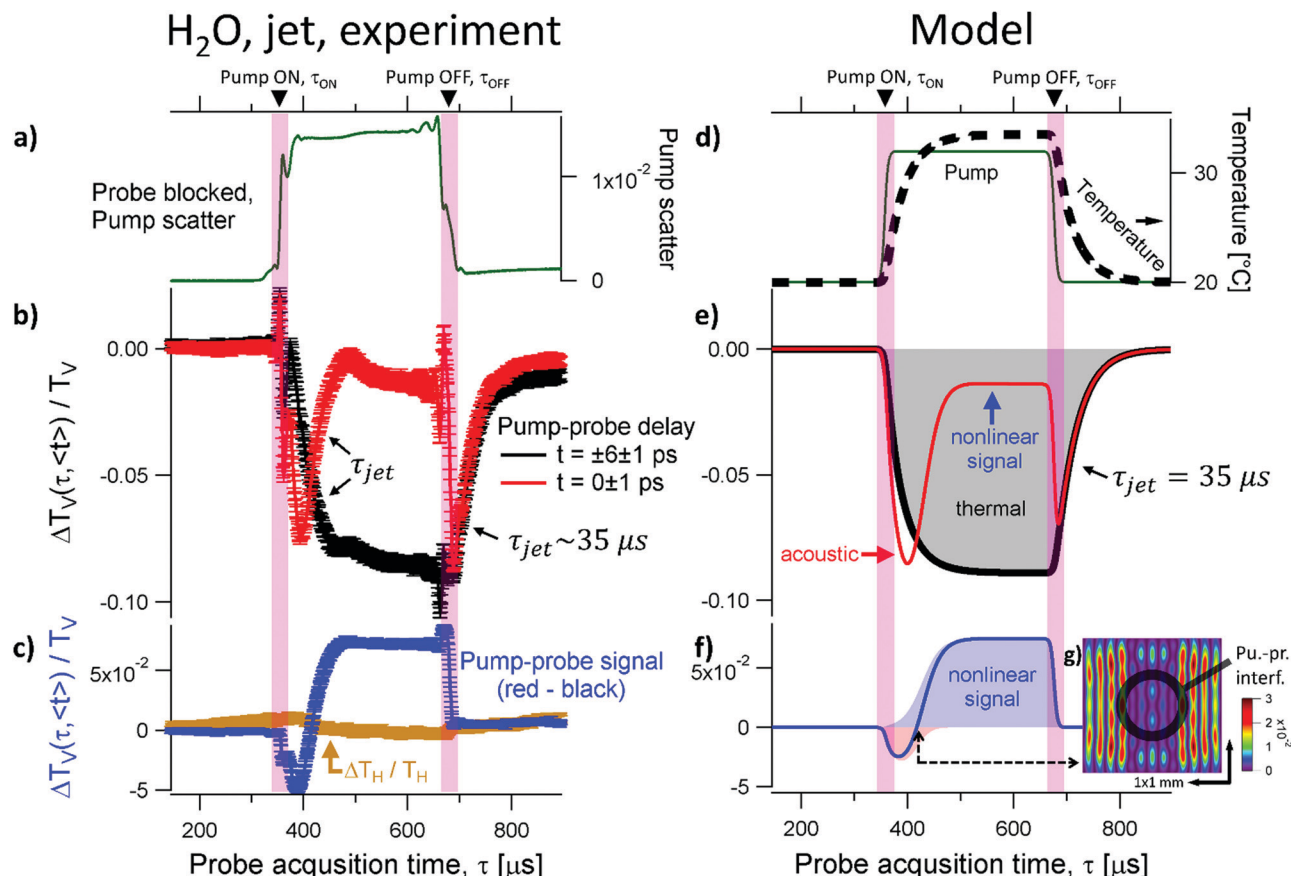 H₂O, jet, experiment
Pump ON, τON
Pump OFF, τOFF
a)
Probe blocked,
Pump scatter
1x10⁻²
0
Pump scatter
b)
0.00
-0.05
-0.10
ΔTV(τ, <t>) / TV
τjet
Pump-probe delay
t = ±6±1 ps
t = 0±1 ps
τjet~35 μs
c)
5x10⁻²
0
-5
ΔTV(τ, <t>) / TV
Pump-probe signal
(red - black)
ΔTH / TH
200
400
600
800
Probe acqusition time, τ [μs]
Model
Pump ON, τON
Pump OFF, τOFF
d)
Pump
Temperature
30
20
Temperature [°C]
e)
0.00
-0.05
-0.10
nonlinear
signal
thermal
acoustic
τjet = 35 μs
f)
5x10⁻²
0
-5
nonlinear
signal
g)
Pu.-pr.
interf.
3
2
1
0
x10⁻²
1x1 mm
200
400
600
800
Probe acqusition time, τ [μs]